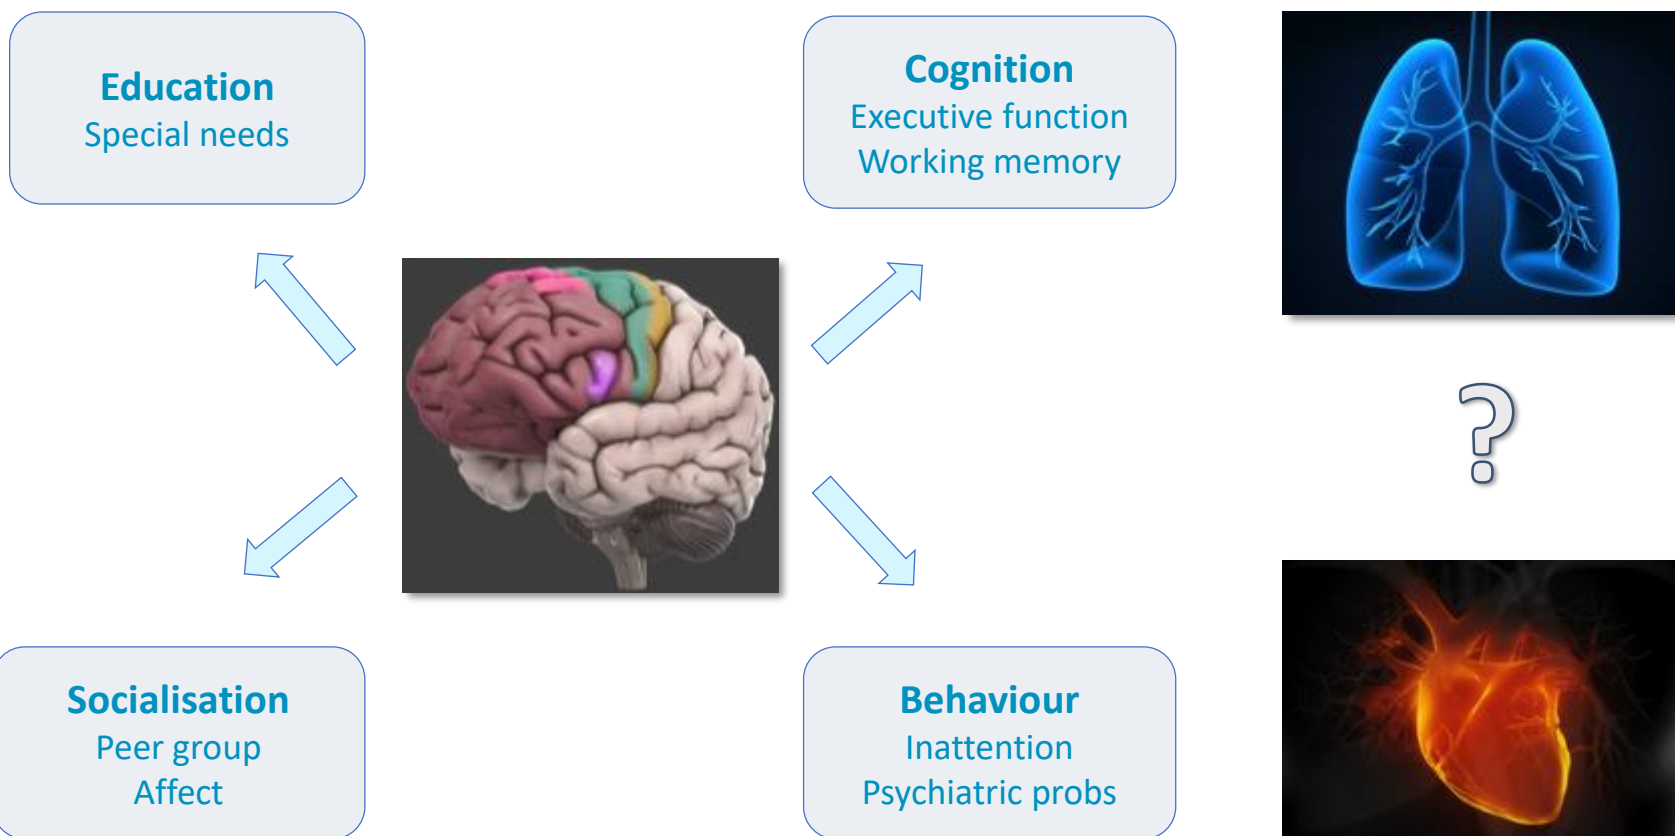 Education
Special needs
Cognition
Executive function
Working memory
?
Socialisation
Peer group
Affect
Behaviour
Inattention
Psychiatric probs